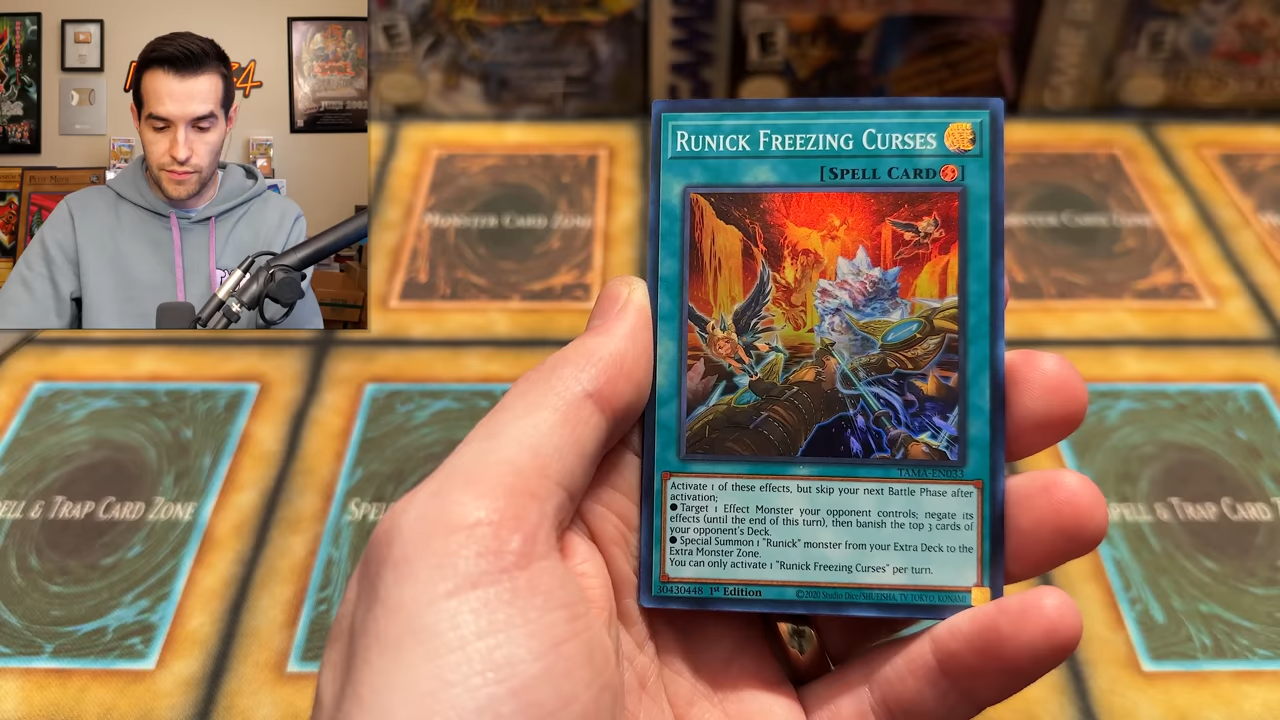 MONSTER CARD ZONE
RUNICK FREEZING CURSES
[SPELL CARD]
TAMA-EN033
Activate 1 of these effects, but skip your next Battle Phase after
activation;
●Target 1 Effect Monster your opponent controls; negate its
effects (until the end of this turn), then banish the top 3 cards of
your opponent's Deck.
●Special Summon 1 "Runick" monster from your Extra Deck to the
Extra Monster Zone.
You can only activate 1 "Runick Freezing Curses" per turn.
30430448 1st Edition
©2020 Studio Dice/SHUEISHA, TV TOKYO, KONAMI
ELL & TRAP CARD ZONE
SPEL
PELL & TRAP CARD
E
E